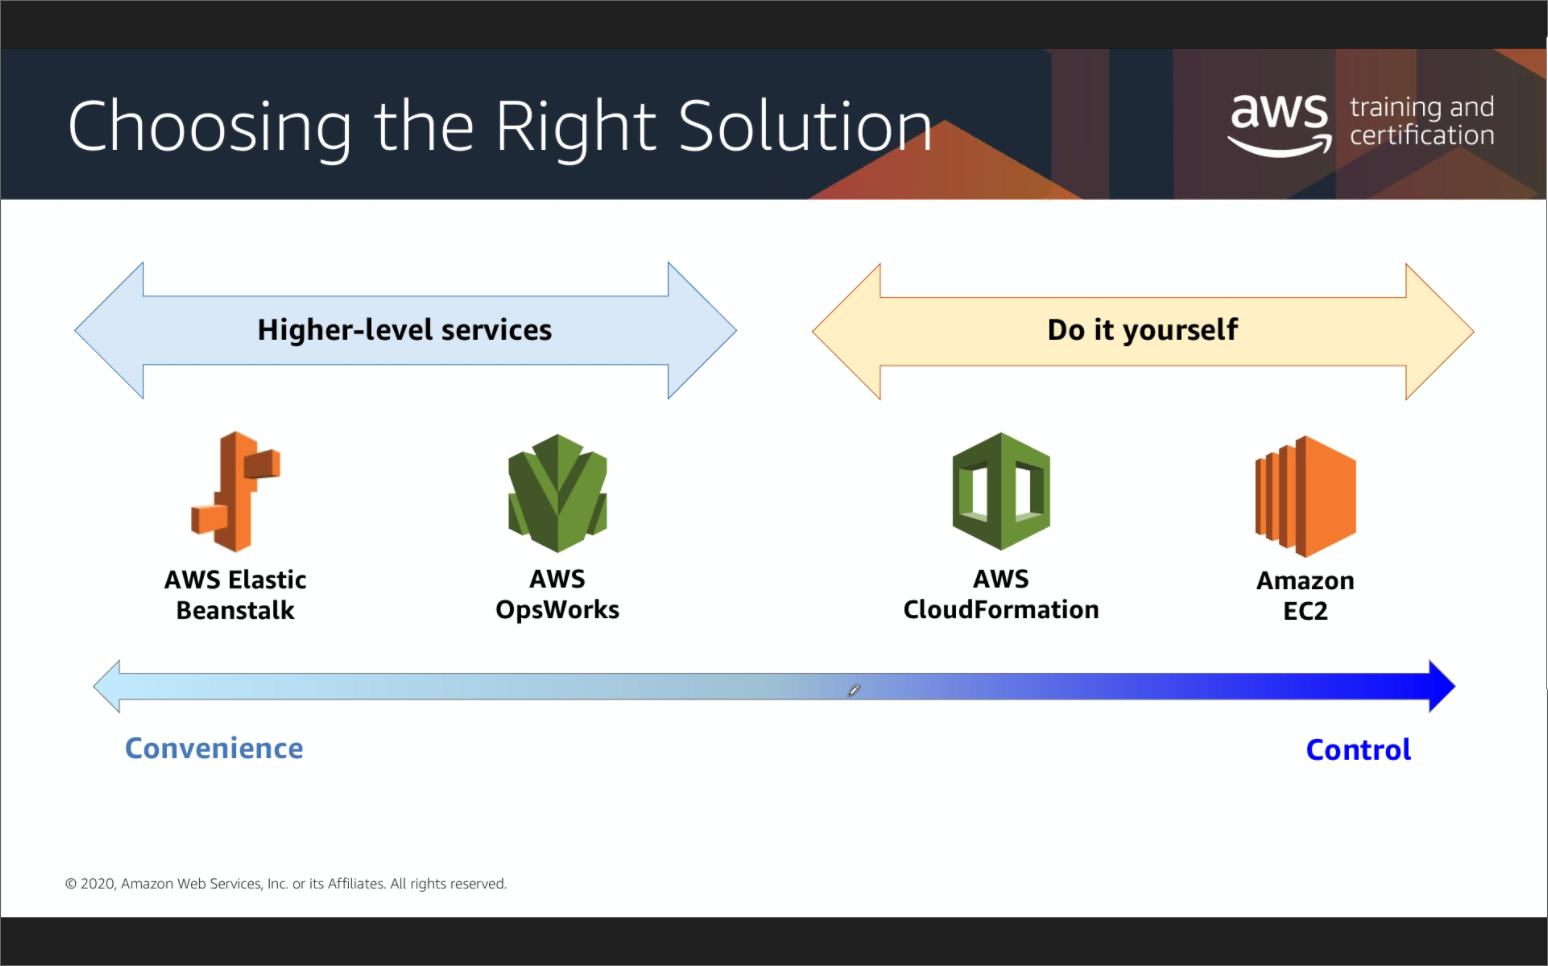 Choosing the Right Solution
aws training and
certification
Higher-level services
Do it yourself
AWS Elastic
Beanstalk
AWS
OpsWorks
AWS
CloudFormation
Amazon
EC2
Convenience
Control
© 2020, Amazon Web Services, Inc. or its Affiliates. All rights reserved.